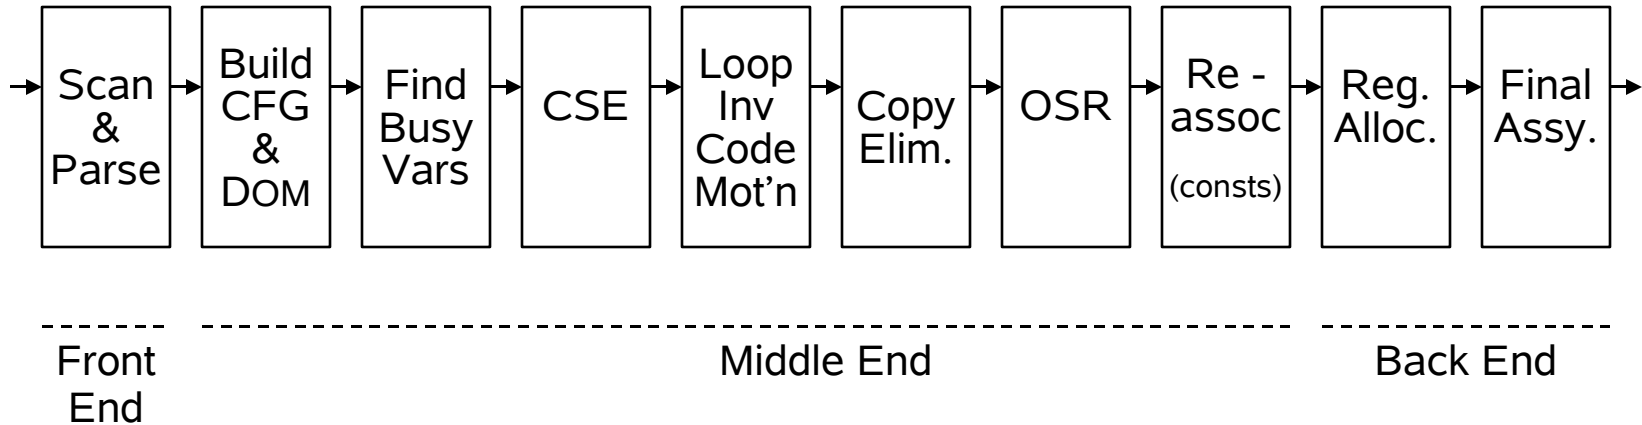 Scan
&
Parse
Build
CFG
&
DOM
Find
Busy
Vars
CSE
Loop
Inv
Code
Mot’n
Copy
Elim.
OSR
Re -
assoc
(consts)
Reg.
Alloc.
Final
Assy.
Front
End
Middle End
Back End